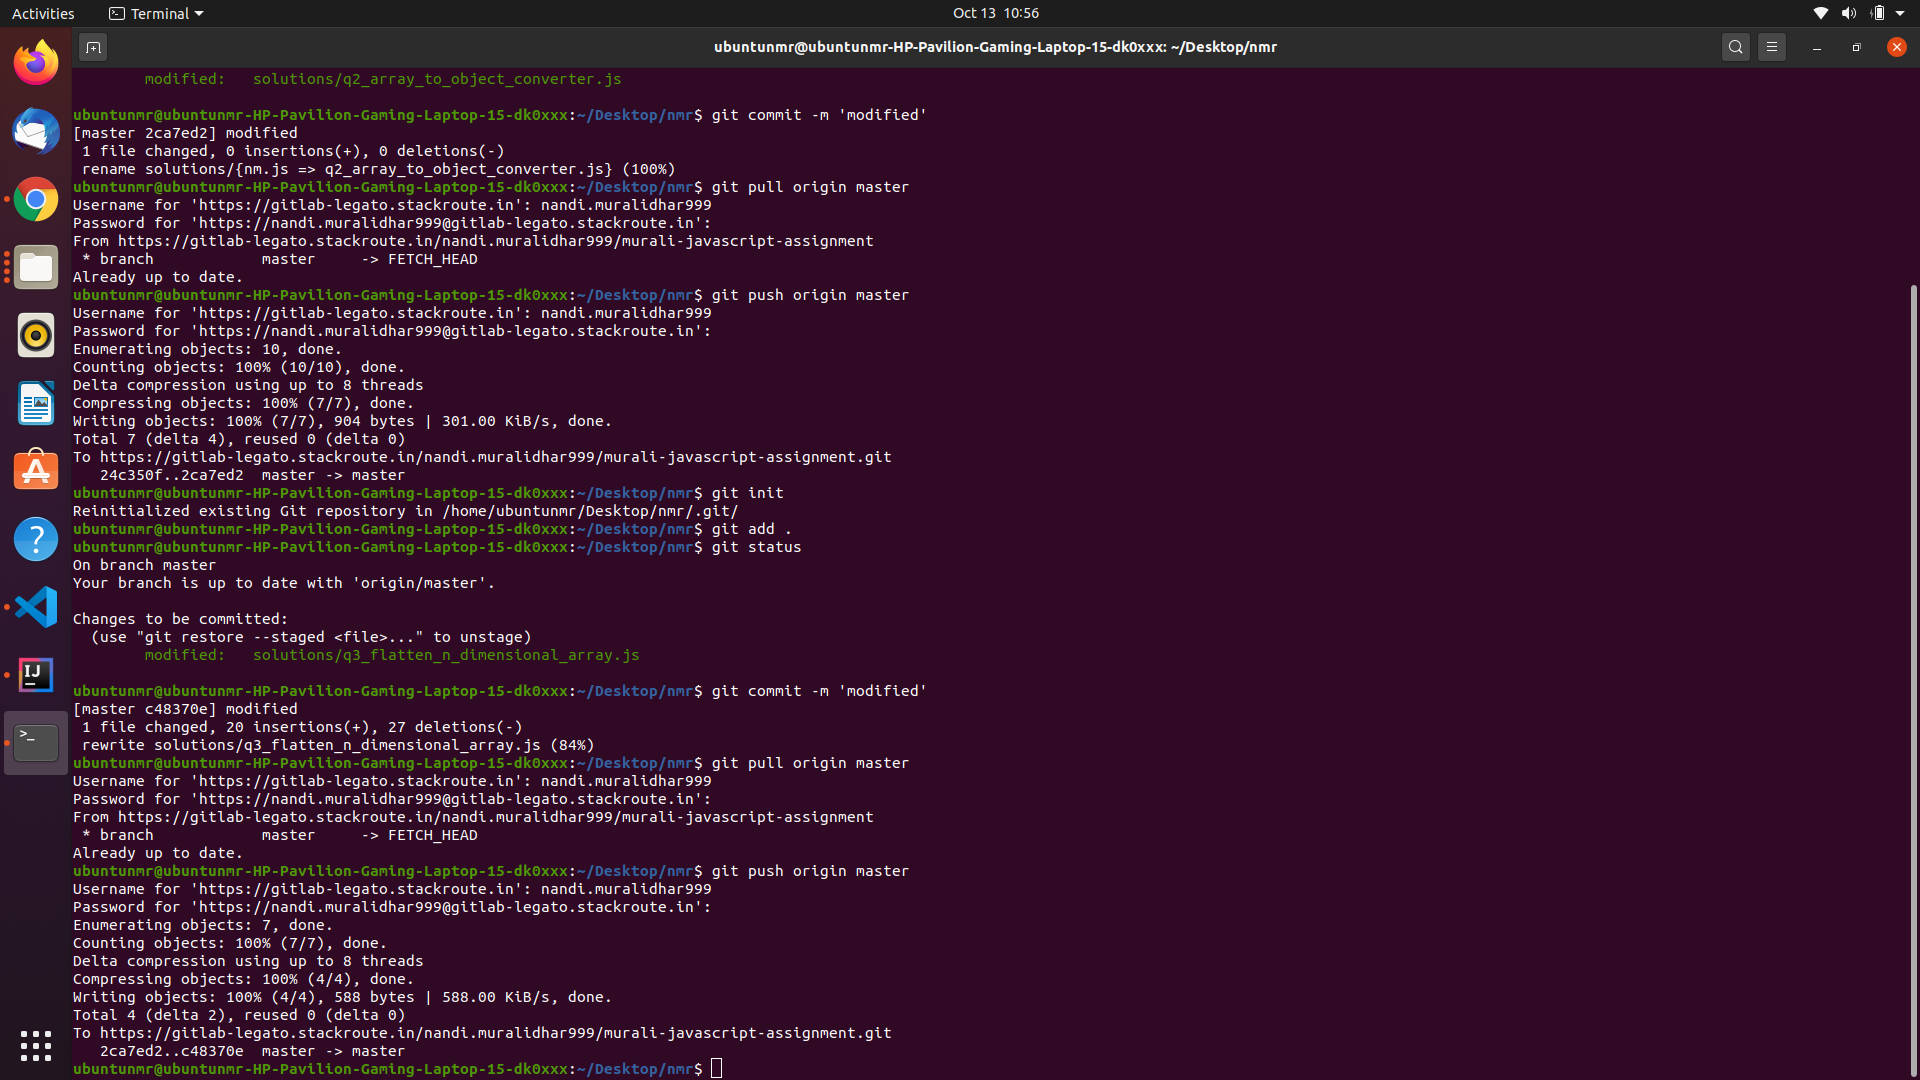 Activities
Terminal
Oct 13 10:56
ubuntunmr@ubuntunmr-HP-Pavilion-Gaming-Laptop-15-dk0xxx: ~/Desktop/nmr
        modified:   solutions/q2_array_to_object_converter.js
ubuntunmr@ubuntunmr-HP-Pavilion-Gaming-Laptop-15-dk0xxx:~/Desktop/nmr$ git commit -m 'modified'
[master 2ca7ed2] modified
 1 file changed, 0 insertions(+), 0 deletions(-)
 rename solutions/{nm.js => q2_array_to_object_converter.js} (100%)
ubuntunmr@ubuntunmr-HP-Pavilion-Gaming-Laptop-15-dk0xxx:~/Desktop/nmr$ git pull origin master
Username for 'https://gitlab-legato.stackroute.in': nandi.muralidhar999
Password for 'https://nandi.muralidhar999@gitlab-legato.stackroute.in':
From https://gitlab-legato.stackroute.in/nandi.muralidhar999/murali-javascript-assignment
 * branch            master     -> FETCH_HEAD
Already up to date.
ubuntunmr@ubuntunmr-HP-Pavilion-Gaming-Laptop-15-dk0xxx:~/Desktop/nmr$ git push origin master
Username for 'https://gitlab-legato.stackroute.in': nandi.muralidhar999
Password for 'https://nandi.muralidhar999@gitlab-legato.stackroute.in':
Enumerating objects: 10, done.
Counting objects: 100% (10/10), done.
Delta compression using up to 8 threads
Compressing objects: 100% (7/7), done.
Writing objects: 100% (7/7), 904 bytes | 301.00 KiB/s, done.
Total 7 (delta 4), reused 0 (delta 0)
To https://gitlab-legato.stackroute.in/nandi.muralidhar999/murali-javascript-assignment.git
   24c350f..2ca7ed2  master -> master
ubuntunmr@ubuntunmr-HP-Pavilion-Gaming-Laptop-15-dk0xxx:~/Desktop/nmr$ git init
Reinitialized existing Git repository in /home/ubuntunmr/Desktop/nmr/.git/
ubuntunmr@ubuntunmr-HP-Pavilion-Gaming-Laptop-15-dk0xxx:~/Desktop/nmr$ git add .
ubuntunmr@ubuntunmr-HP-Pavilion-Gaming-Laptop-15-dk0xxx:~/Desktop/nmr$ git status
On branch master
Your branch is up to date with 'origin/master'.
Changes to be committed:
  (use "git restore --staged <file>..." to unstage)
        modified:   solutions/q3_flatten_n_dimensional_array.js
ubuntunmr@ubuntunmr-HP-Pavilion-Gaming-Laptop-15-dk0xxx:~/Desktop/nmr$ git commit -m 'modified'
[master c48370e] modified
 1 file changed, 20 insertions(+), 27 deletions(-)
 rewrite solutions/q3_flatten_n_dimensional_array.js (84%)
ubuntunmr@ubuntunmr-HP-Pavilion-Gaming-Laptop-15-dk0xxx:~/Desktop/nmr$ git pull origin master
Username for 'https://gitlab-legato.stackroute.in': nandi.muralidhar999
Password for 'https://nandi.muralidhar999@gitlab-legato.stackroute.in':
From https://gitlab-legato.stackroute.in/nandi.muralidhar999/murali-javascript-assignment
 * branch            master     -> FETCH_HEAD
Already up to date.
ubuntunmr@ubuntunmr-HP-Pavilion-Gaming-Laptop-15-dk0xxx:~/Desktop/nmr$ git push origin master
Username for 'https://gitlab-legato.stackroute.in': nandi.muralidhar999
Password for 'https://nandi.muralidhar999@gitlab-legato.stackroute.in':
Enumerating objects: 7, done.
Counting objects: 100% (7/7), done.
Delta compression using up to 8 threads
Compressing objects: 100% (4/4), done.
Writing objects: 100% (4/4), 588 bytes | 588.00 KiB/s, done.
Total 4 (delta 2), reused 0 (delta 0)
To https://gitlab-legato.stackroute.in/nandi.muralidhar999/murali-javascript-assignment.git
   2ca7ed2..c48370e  master -> master
ubuntunmr@ubuntunmr-HP-Pavilion-Gaming-Laptop-15-dk0xxx:~/Desktop/nmr$